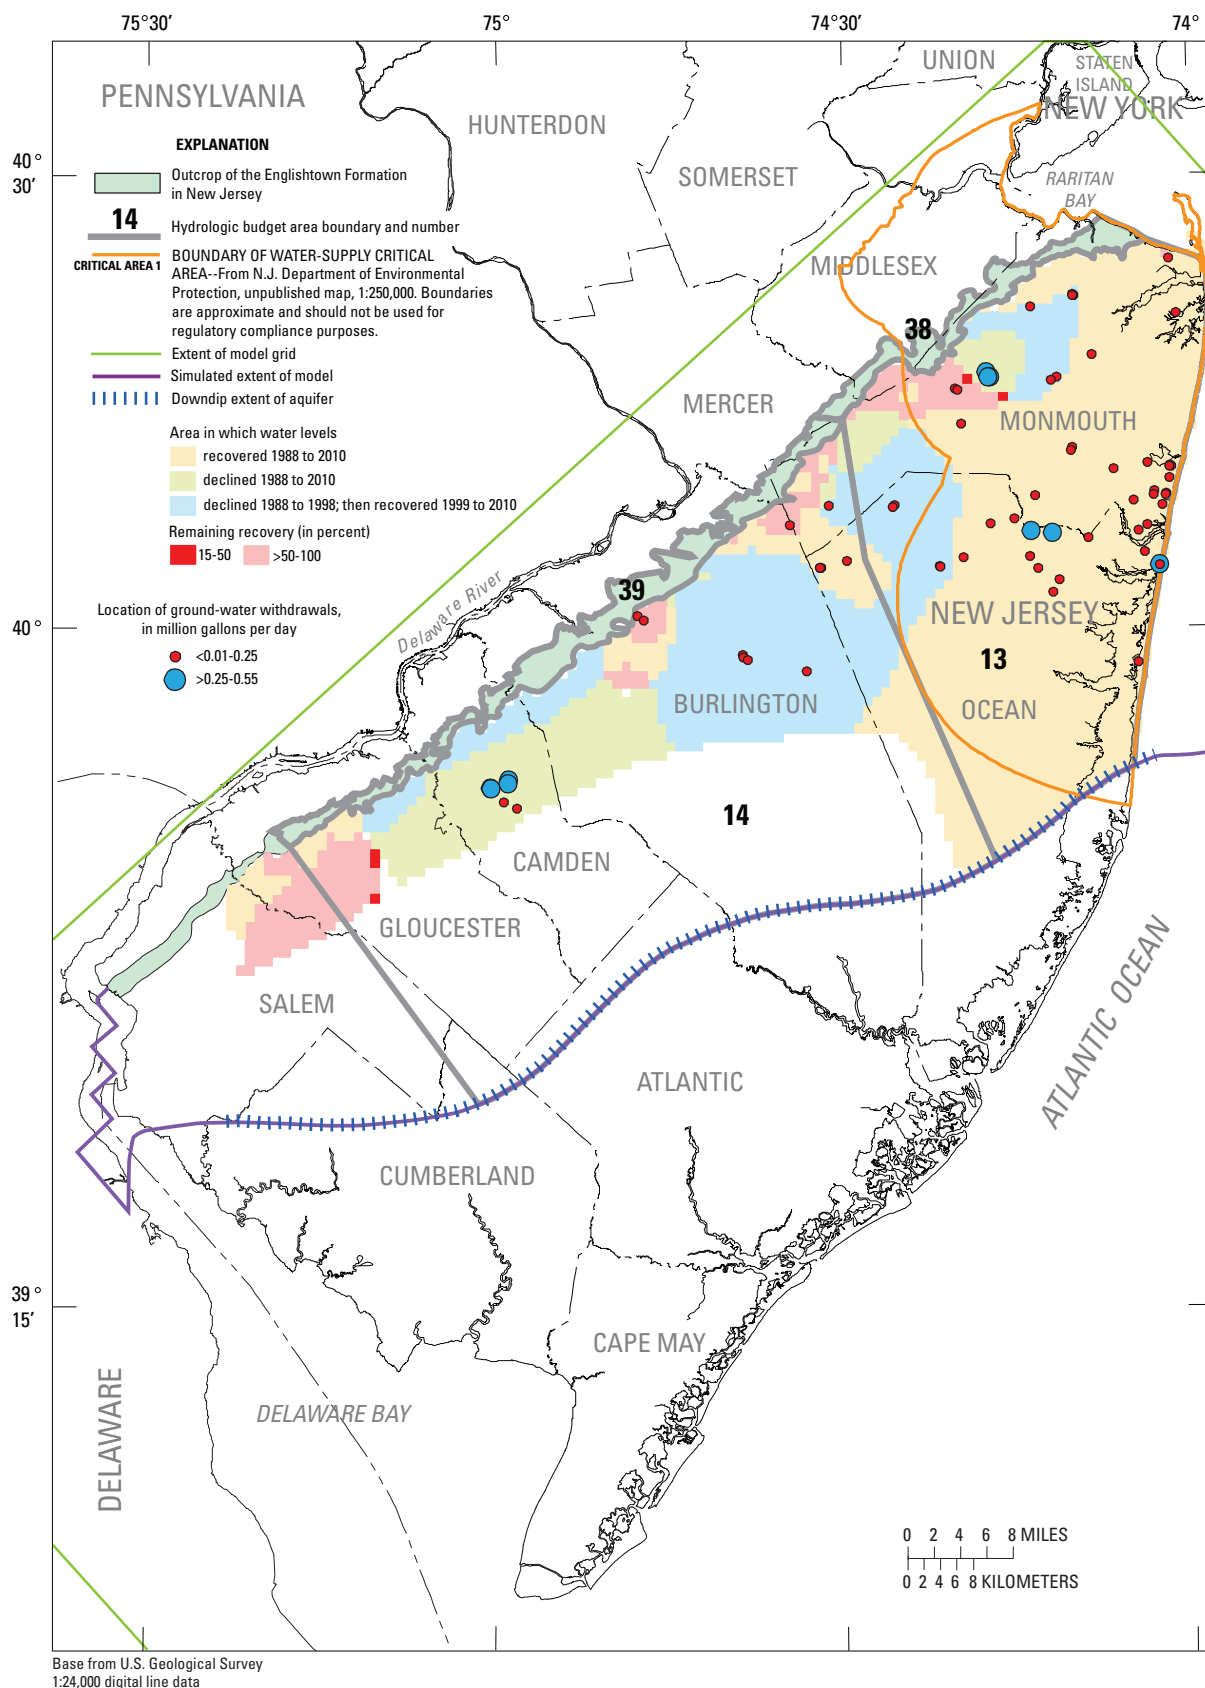 75°30′
75°
74°30′
74°
UNION
STATEN
ISLAND
NEW YORK
PENNSYLVANIA
HUNTERDON
EXPLANATION
40°
30′
Outcrop of the Englishtown Formation
in New Jersey
SOMERSET
RARITAN
BAY
14
Hydrologic budget area boundary and number
CRITICAL AREA 1
BOUNDARY OF WATER-SUPPLY CRITICAL
AREA--From N.J. Department of Environmental
Protection, unpublished map, 1:250,000. Boundaries
are approximate and should not be used for
regulatory compliance purposes.
MIDDLESEX
38
Extent of model grid
Simulated extent of model
Downdip extent of aquifer
MERCER
MONMOUTH
Area in which water levels
recovered 1988 to 2010
declined 1988 to 2010
declined 1988 to 1998; then recovered 1999 to 2010
Remaining recovery (in percent)
15-50
>50-100
39
Location of ground-water withdrawals,
in million gallons per day
<0.01-0.25
>0.25-0.55
Delaware River
40°
NEW JERSEY
13
BURLINGTON
OCEAN
14
CAMDEN
GLOUCESTER
SALEM
ATLANTIC
ATLANTIC OCEAN
CUMBERLAND
39°
15′
CAPE MAY
DELAWARE
DELAWARE BAY
0 2 4 6 8 MILES
0 2 4 6 8 KILOMETERS
Base from U.S. Geological Survey
1:24,000 digital line data